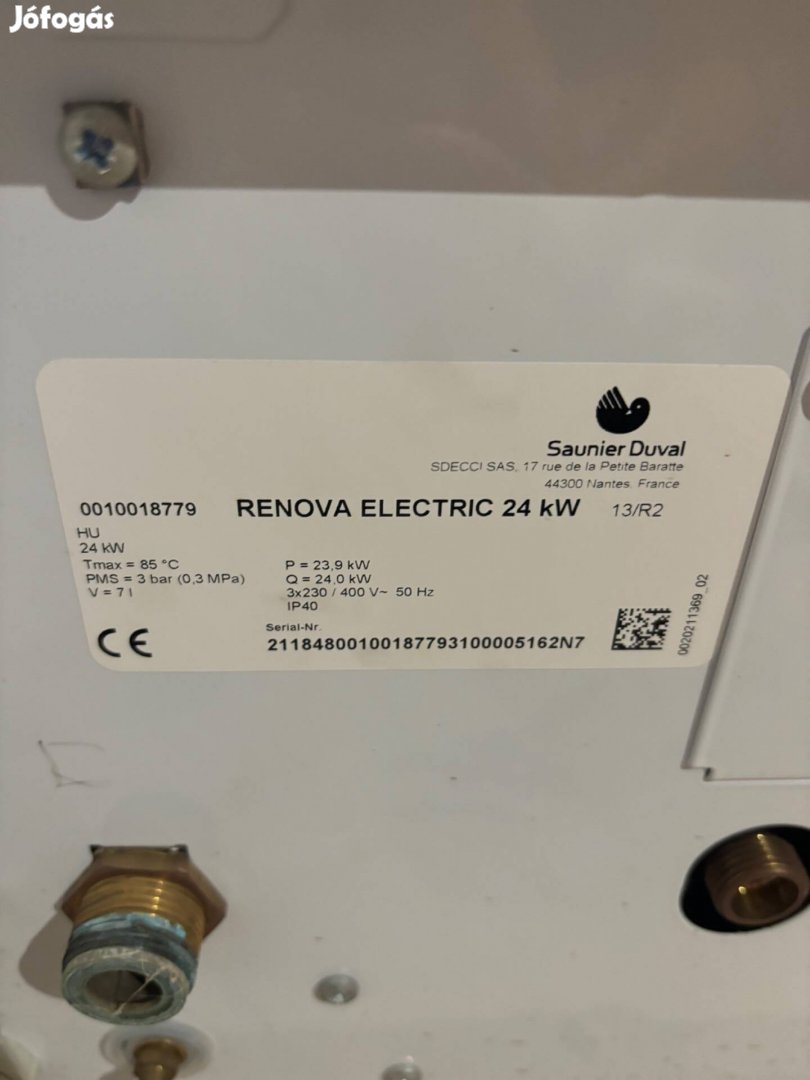 Jófogás
Saunier Duval
SDECCI SAS, 17 rue de la Petite Baratte
44300 Nantes France
0010018779 RENOVA ELECTRIC 24 kW 13/R2
HU
24 kW
Tmax = 85 °C P = 23,9 kW
PMS = 3 bar (0,3 MPa) Q = 24,0 kW
V = 7 l 3x230 / 400 V~ 50 Hz
IP40
Serial-Nr.
CE 21184800100187793100005162N7
0020211369_02